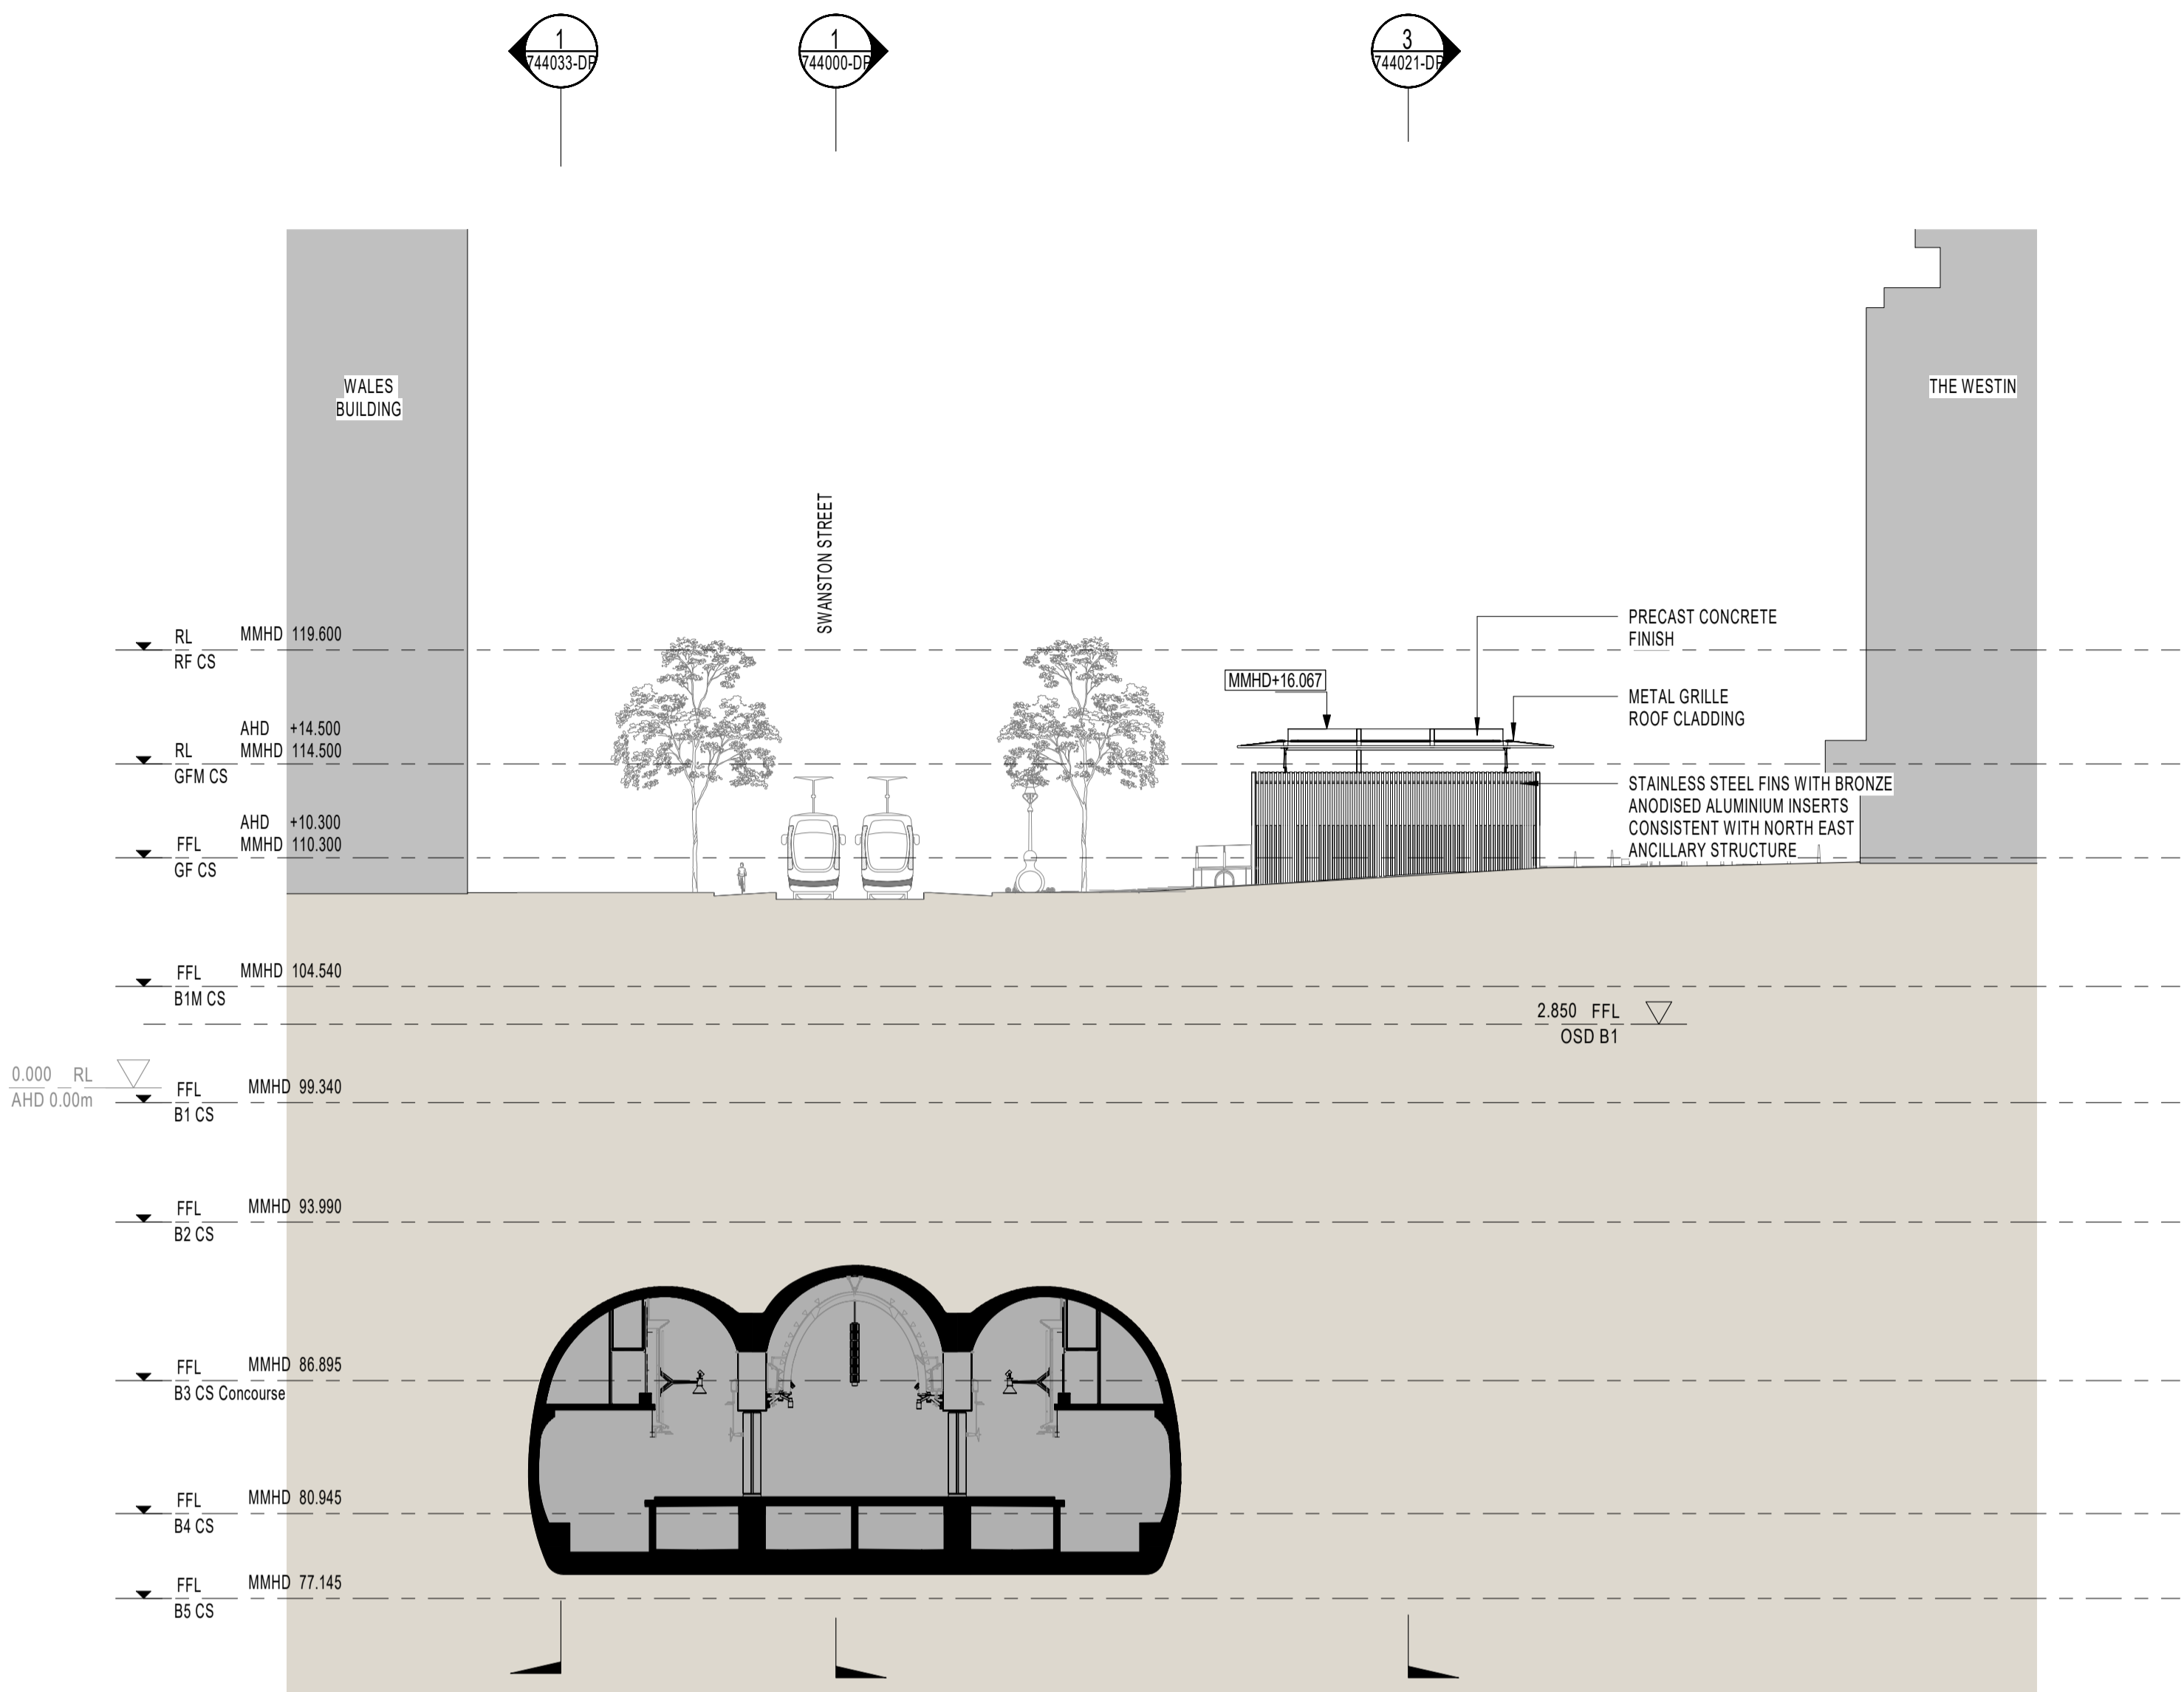 1
744033-DP
1
744000-DP
3
744021-DP
WALES
BUILDING
THE WESTIN
SWANSTON STREET
RL MMHD 119.600
RF CS
PRECAST CONCRETE
FINISH
MMHD+16.067
METAL GRILLE
ROOF CLADDING
AHD +14.500
RL MMHD 114.500
GFM CS
STAINLESS STEEL FINS WITH BRONZE
ANODISED ALUMINIUM INSERTS
CONSISTENT WITH NORTH EAST
ANCILLARY STRUCTURE
AHD +10.300
FFL MMHD 110.300
GF CS
FFL MMHD 104.540
B1M CS
2.850 FFL
OSD B1
0.000 RL
AHD 0.00m
FFL MMHD 99.340
B1 CS
FFL MMHD 93.990
B2 CS
FFL MMHD 86.895
B3 CS Concourse
FFL MMHD 80.945
B4 CS
FFL MMHD 77.145
B5 CS